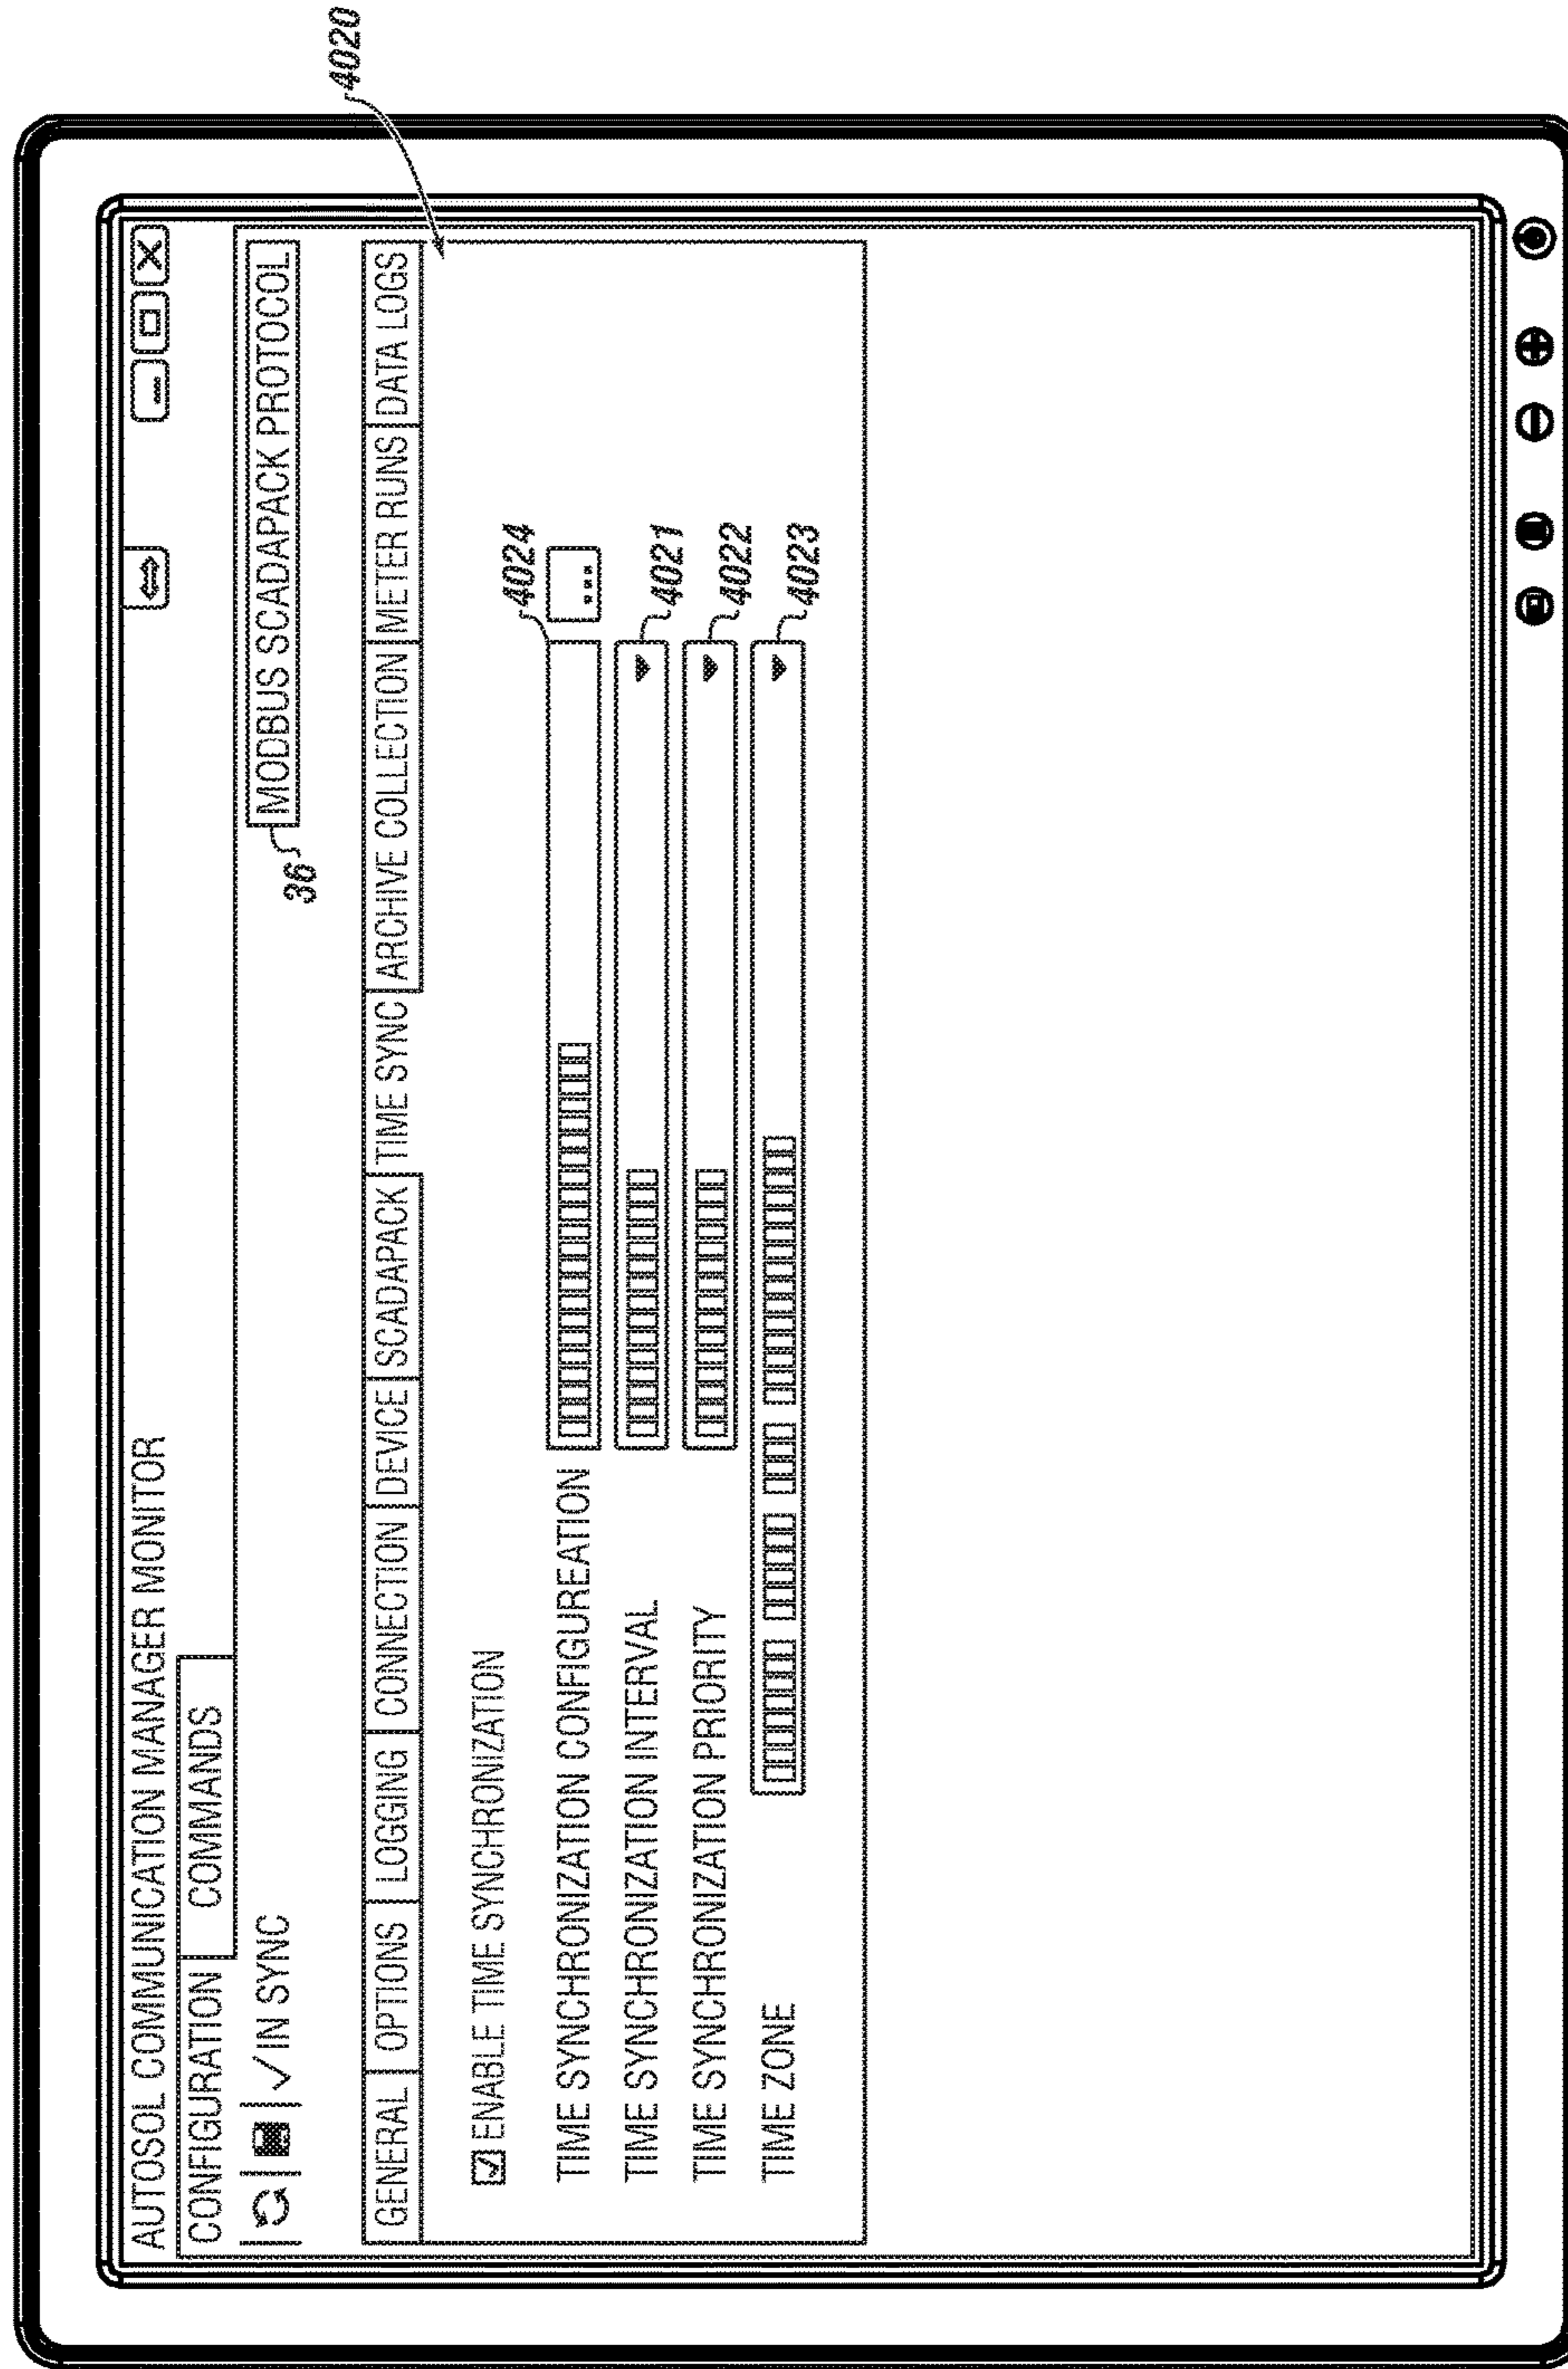 AUTOSOL COMMUNICATION MANAGER MONITOR
CONFIGURATION COMMANDS
IN SYNC
36 MODBUS SCADAPACK PROTOCOL
GENERAL OPTIONS LOGGING CONNECTION DEVICE SCADAPACK TIME SYNC ARCHIVE COLLECTION METER RUNS DATA LOGS
4020
ENABLE TIME SYNCHRONIZATION
4024
TIME SYNCHRONIZATION CONFIGUREATION ...
TIME SYNCHRONIZATION INTERVAL 4021
TIME SYNCHRONIZATION PRIORITY 4022
TIME ZONE 4023